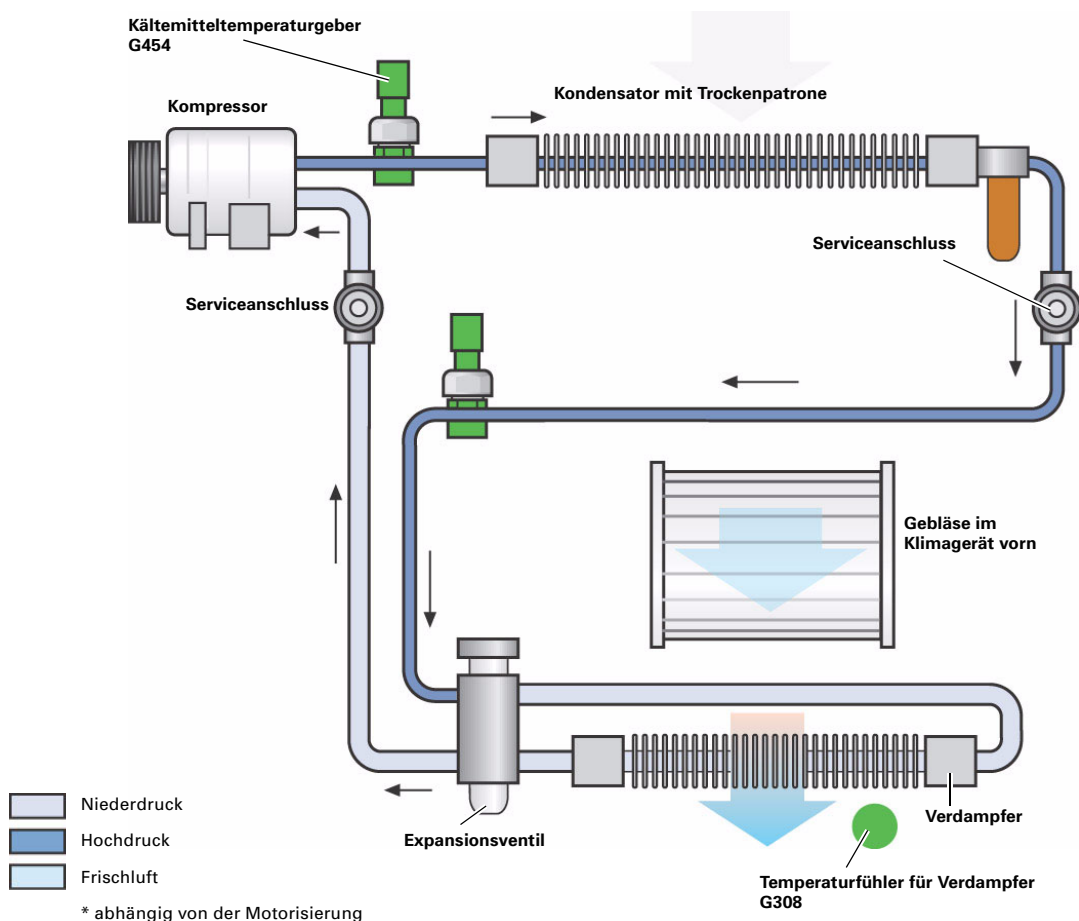 Kältemitteltemperaturgeber
G454
Kompressor
Kondensator mit Trockenpatrone
Serviceanschluss
Serviceanschluss
Gebläse im
Klimagerät vorn
Niederdruck
Hochdruck
Frischluft
* abhängig von der Motorisierung
Expansionsventil
Verdampfer
Temperaturfühler für Verdampfer
G308